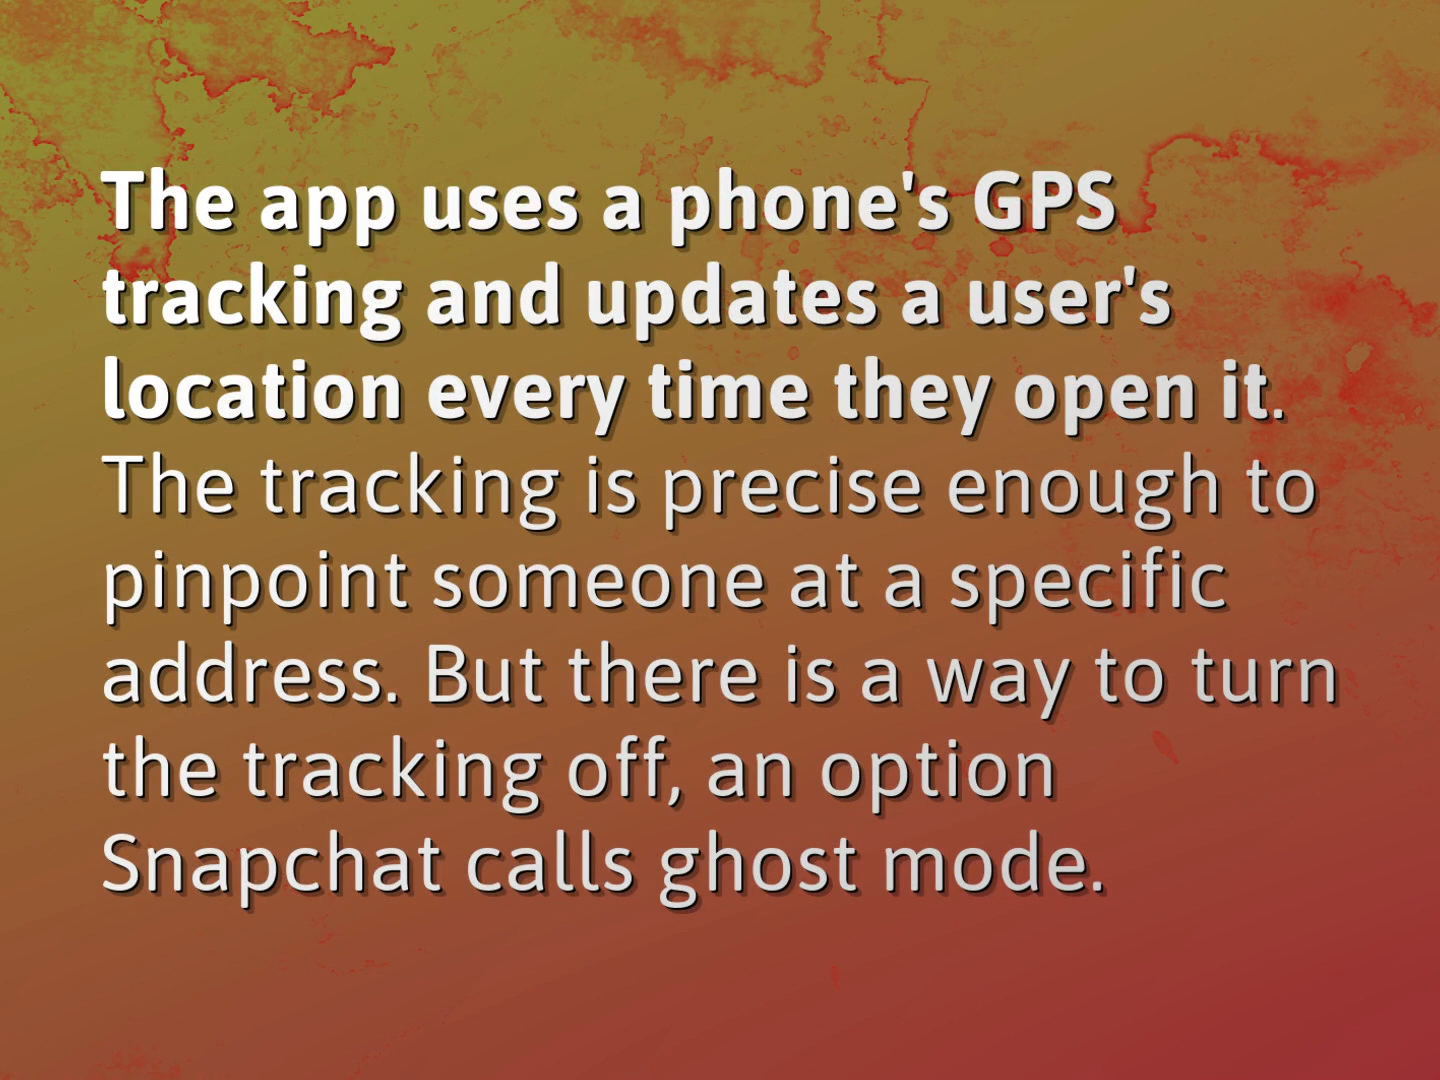 The app uses a phone's GPS
tracking and updates a user's
location every time they open it.
The tracking is precise enough to
pinpoint someone at a specific
address. But there is a way to turn
the tracking off, an option
Snapchat calls ghost mode.